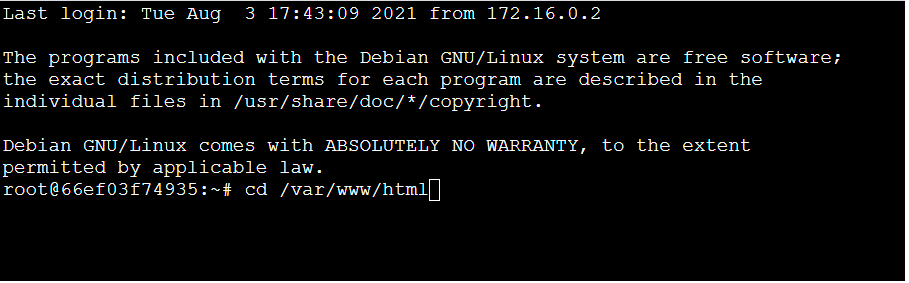 Last login: Tue Aug  3 17:43:09 2021 from 172.16.0.2
The programs included with the Debian GNU/Linux system are free software;
the exact distribution terms for each program are described in the
individual files in /usr/share/doc/*/copyright.
Debian GNU/Linux comes with ABSOLUTELY NO WARRANTY, to the extent
permitted by applicable law.
root@66ef03f74935:~# cd /var/www/html